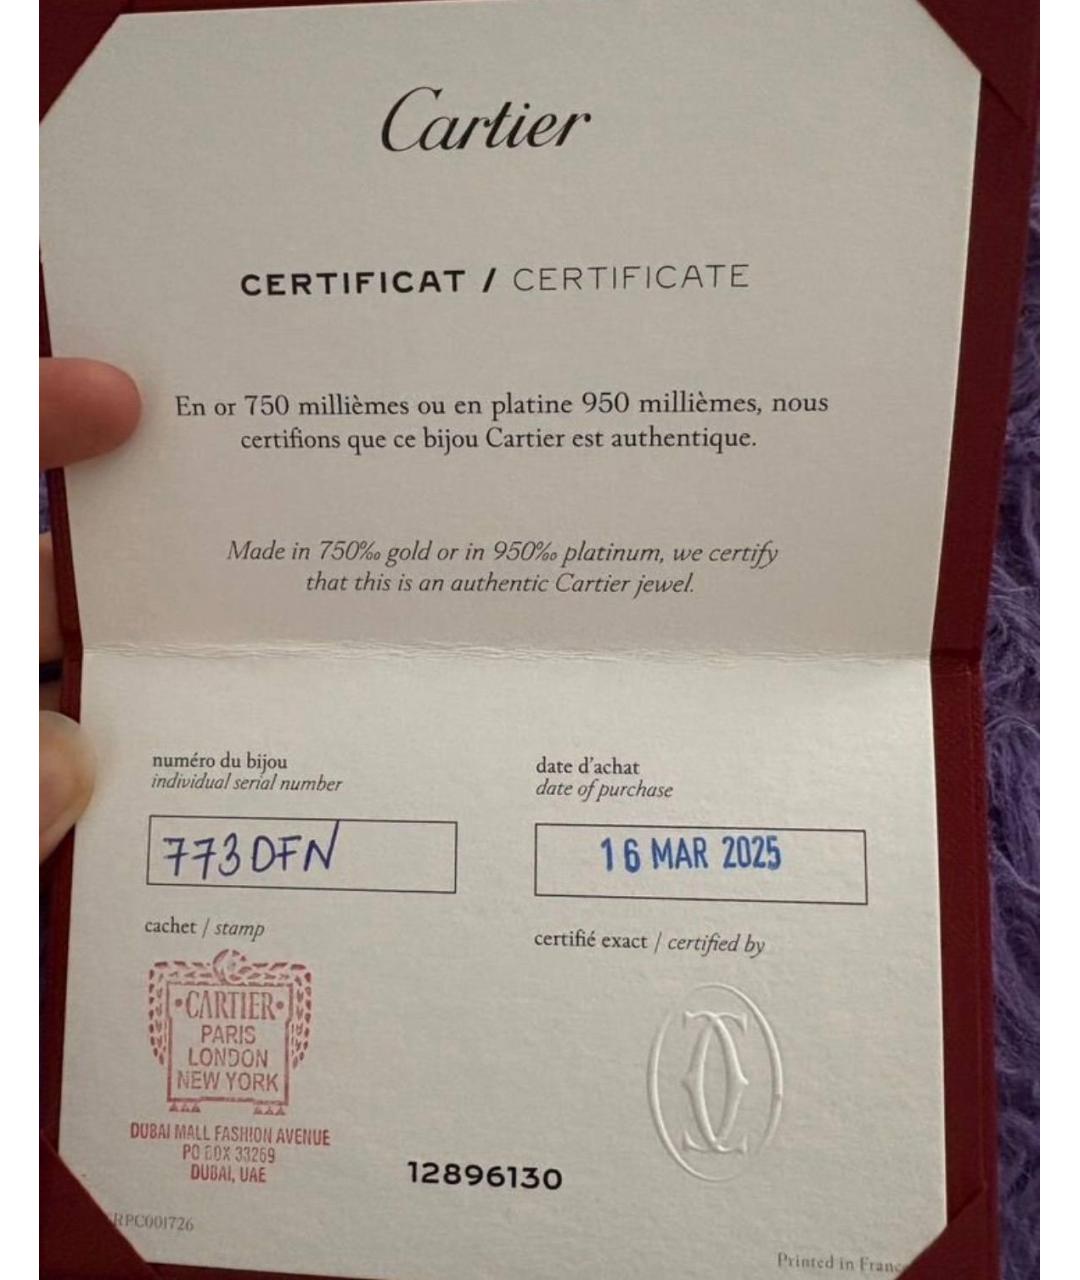 Cartier
CERTIFICAT / CERTIFICATE
En or 750 millièmes ou en platine 950 millièmes, nous
certifions que ce bijou Cartier est authentique.
Made in 750‰ gold or in 950‰ platinum, we certify
that this is an authentic Cartier jewel.
numéro du bijou
individual serial number
773DFN
date d'achat
date of purchase
16 MAR 2025
cachet / stamp
·CARTIER·
PARIS
LONDON
NEW YORK
DUBAI MALL FASHION AVENUE
PO BOX 33269
DUBAI, UAE
certifié exact / certified by
12896130
RPC001726
Printed in France